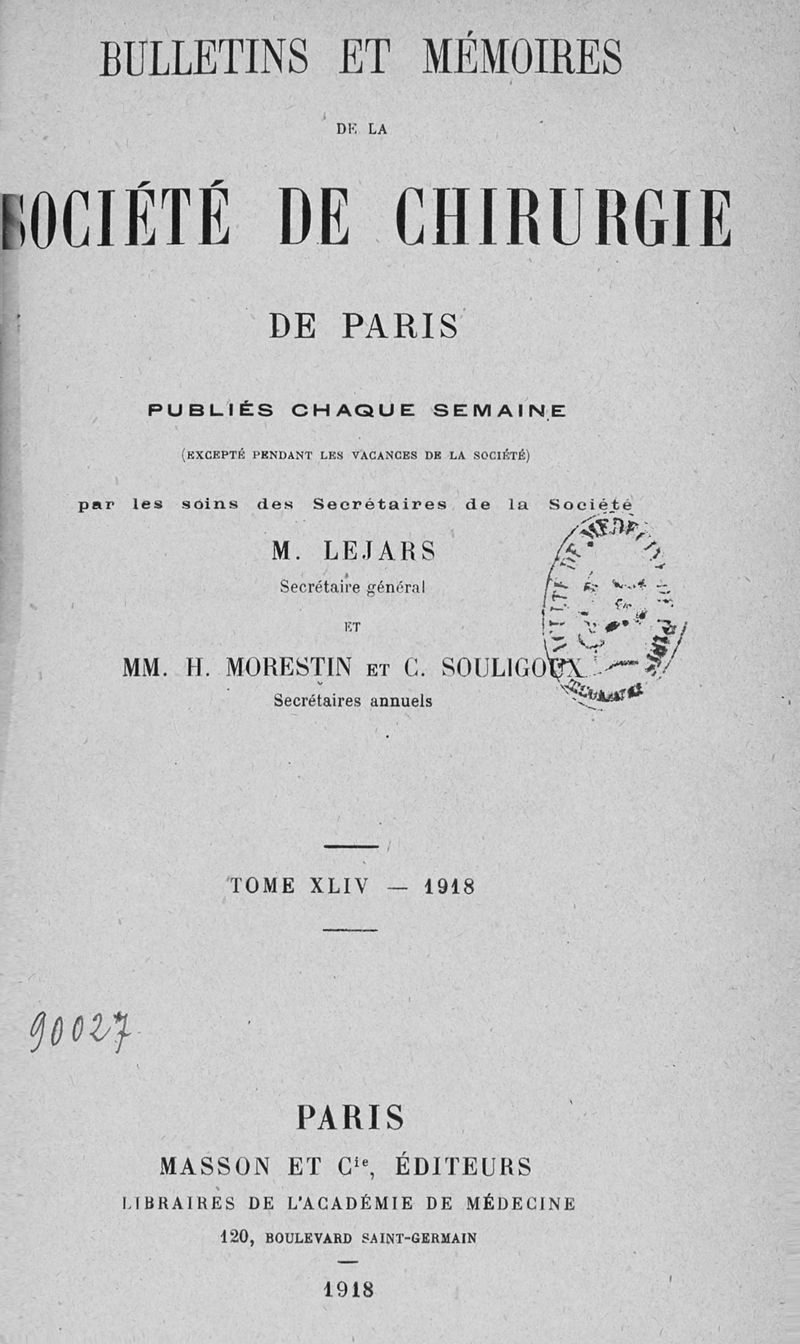 BULLETINS ET MÉMOIRES
DE LA
SOCIÉTÉ DE CHIRURGIE
DE PARIS
PUBLIÉS CHAQUE SEMAINE
(EXCEPTÉ PENDANT LES VACANCES DE LA SOCIÉTÉ)
par les soins des Secrétaires de la Société
M. LEJARS
Secrétaire général
ET
MM. H. MORESTIN ET C. SOULIGOUX
Secrétaires annuels
TOME XLIV — 1918
90027
PARIS
MASSON ET Cie, ÉDITEURS
LIBRAIRES DE L'ACADÉMIE DE MÉDECINE
120, BOULEVARD SAINT-GERMAIN
1918